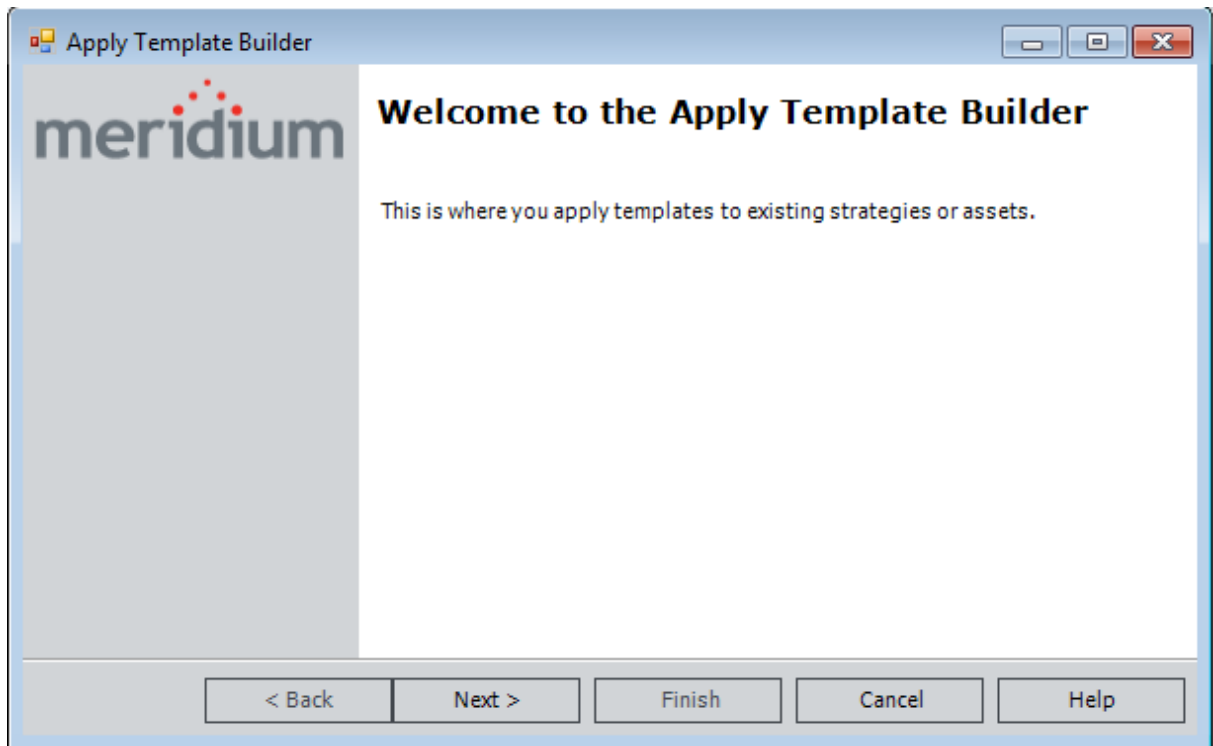 Apply Template Builder
meridium
Welcome to the Apply Template Builder
This is where you apply templates to existing strategies or assets.
< Back
Next >
Finish
Cancel
Help